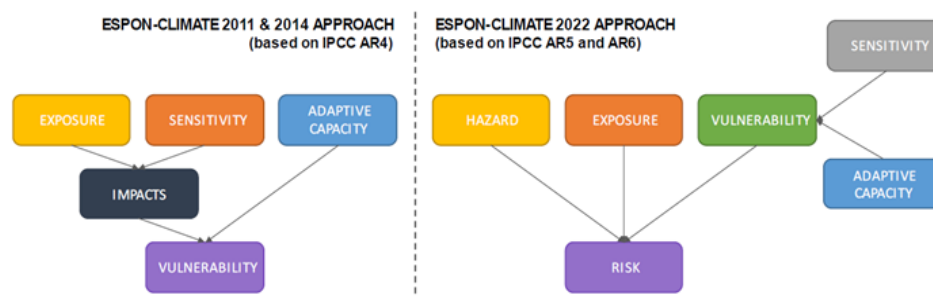 ESPON-CLIMATE 2011 & 2014 APPROACH
(based on IPCC AR4)
EXPOSURE
SENSITIVITY
ADAPTIVE
CAPACITY
IMPACTS
VULNERABILITY
ESPON-CLIMATE 2022 APPROACH
(based on IPCC AR5 and AR6)
SENSITIVITY
HAZARD
EXPOSURE
VULNERABILITY
ADAPTIVE
CAPACITY
RISK